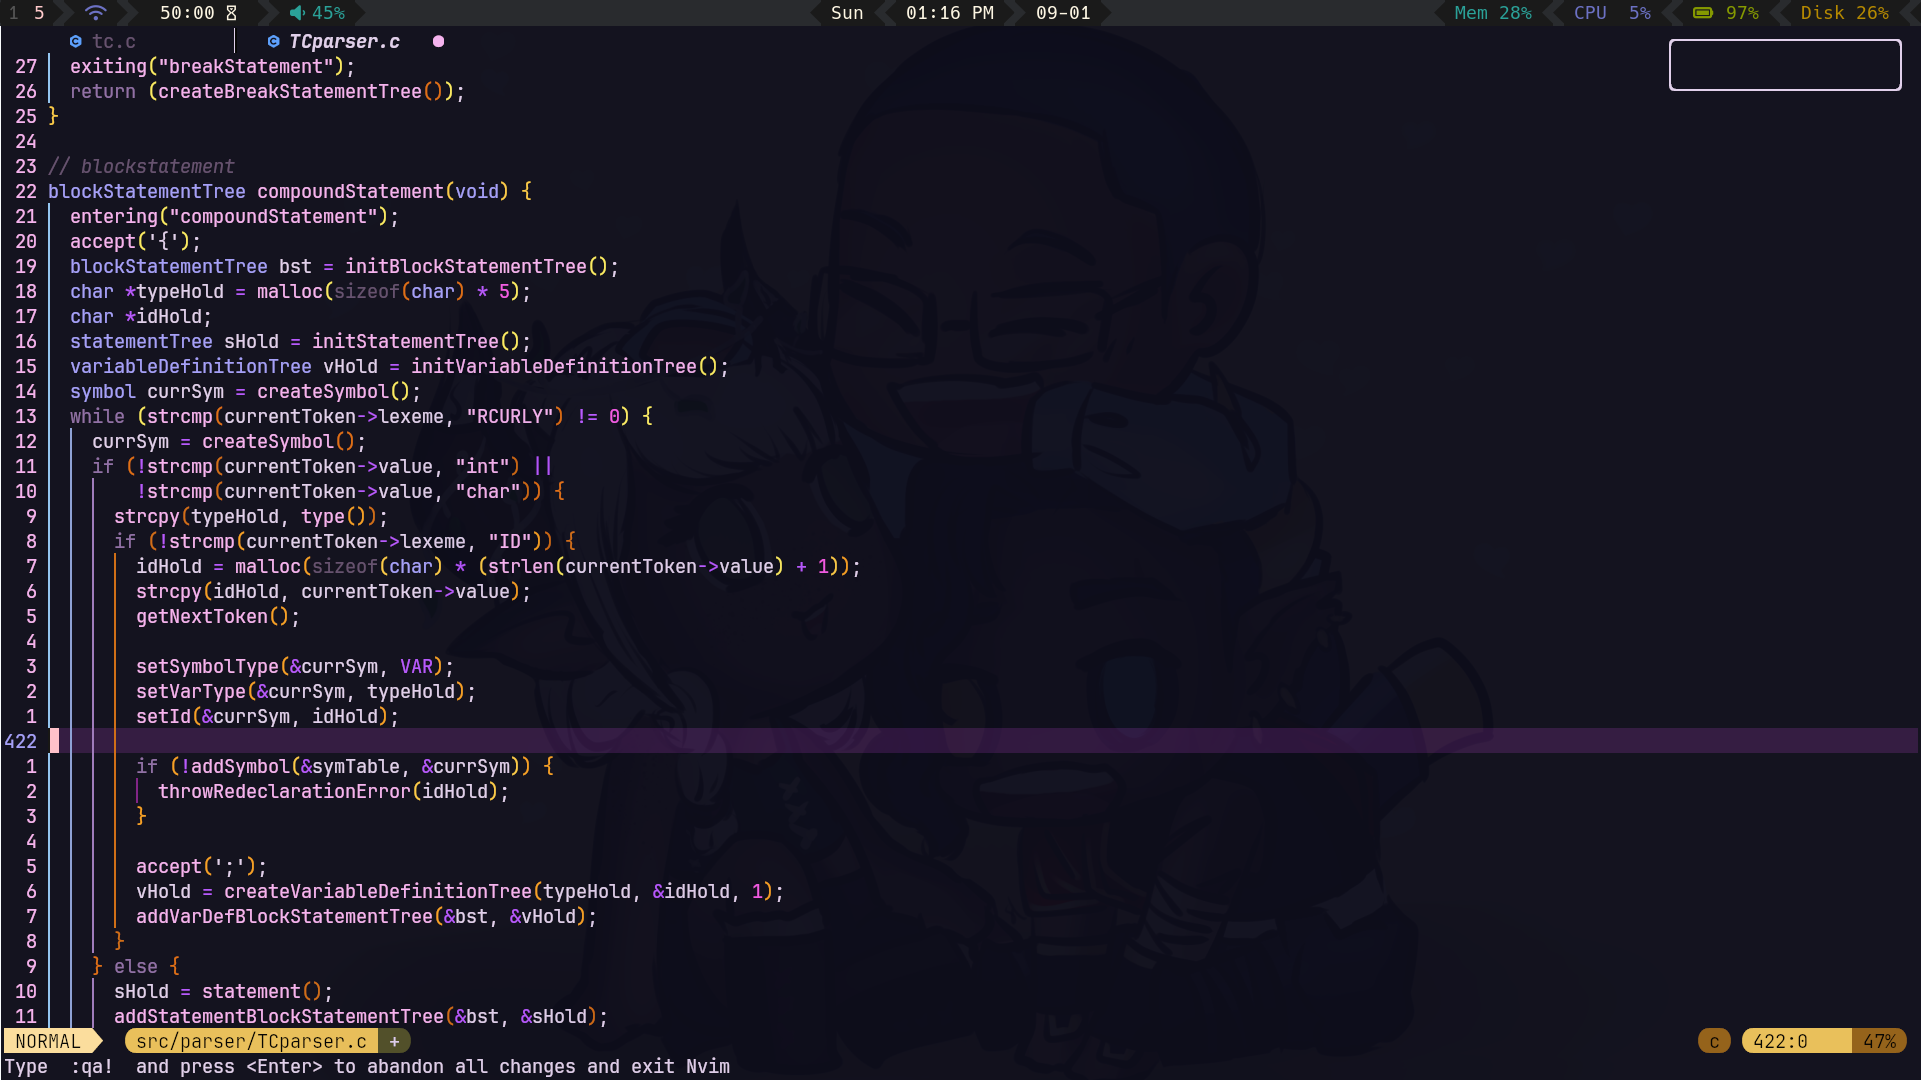 1 5 50:00 45% Sun 01:16 PM 09-01 Mem 28% CPU 5% 97% Disk 26%
tc.c TCparser.c
27 exiting("breakStatement");
26 return (createBreakStatementTree());
25 }
24
23 // blockstatement
22 blockStatementTree compoundStatement(void) {
21 entering("compoundStatement");
20 accept('{');
19 blockStatementTree bst = initBlockStatementTree();
18 char *typeHold = malloc(sizeof(char) * 5);
17 char *idHold;
16 statementTree sHold = initStatementTree();
15 variableDefinitionTree vHold = initVariableDefinitionTree();
14 symbol currSym = createSymbol();
13 while (strcmp(currentToken->lexeme, "RCURLY") != 0) {
12 currSym = createSymbol();
11 if (!strcmp(currentToken->value, "int") ||
10 !strcmp(currentToken->value, "char")) {
9 strcpy(typeHold, type());
8 if (!strcmp(currentToken->lexeme, "ID")) {
7 idHold = malloc(sizeof(char) * (strlen(currentToken->value) + 1));
6 strcpy(idHold, currentToken->value);
5 getNextToken();
4
3 setSymbolType(&currSym, VAR);
2 setVarType(&currSym, typeHold);
1 setId(&currSym, idHold);
422
1 if (!addSymbol(&symTable, &currSym)) {
2 throwRedeclarationError(idHold);
3 }
4
5 accept(';');
6 vHold = createVariableDefinitionTree(typeHold, &idHold, 1);
7 addVarDefBlockStatementTree(&bst, &vHold);
8 }
9 } else {
10 sHold = statement();
11 addStatementBlockStatementTree(&bst, &sHold);
NORMAL src/parser/TCparser.c + c 422:0 47%
Type :qa! and press <Enter> to abandon all changes and exit Nvim